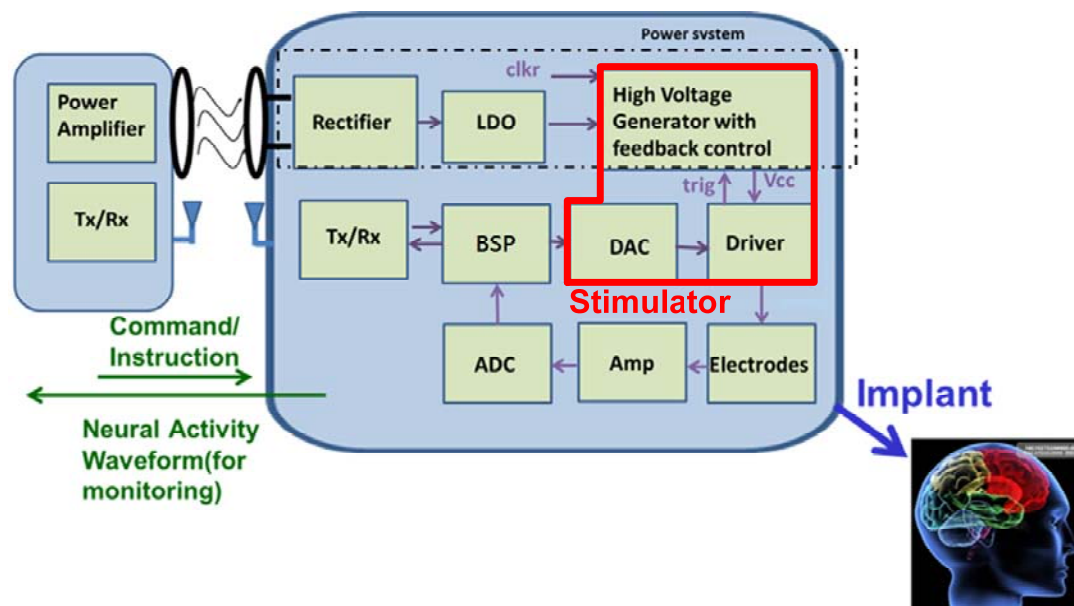 Power system
clkr
Power
Amplifier
Rectifier
LDO
High Voltage
Generator with
feedback control
trig
Vcc
Tx/Rx
Tx/Rx
BSP
DAC
Driver
Stimulator
Command/
Instruction
ADC
Amp
Electrodes
Implant
Neural Activity
Waveform(for
monitoring)